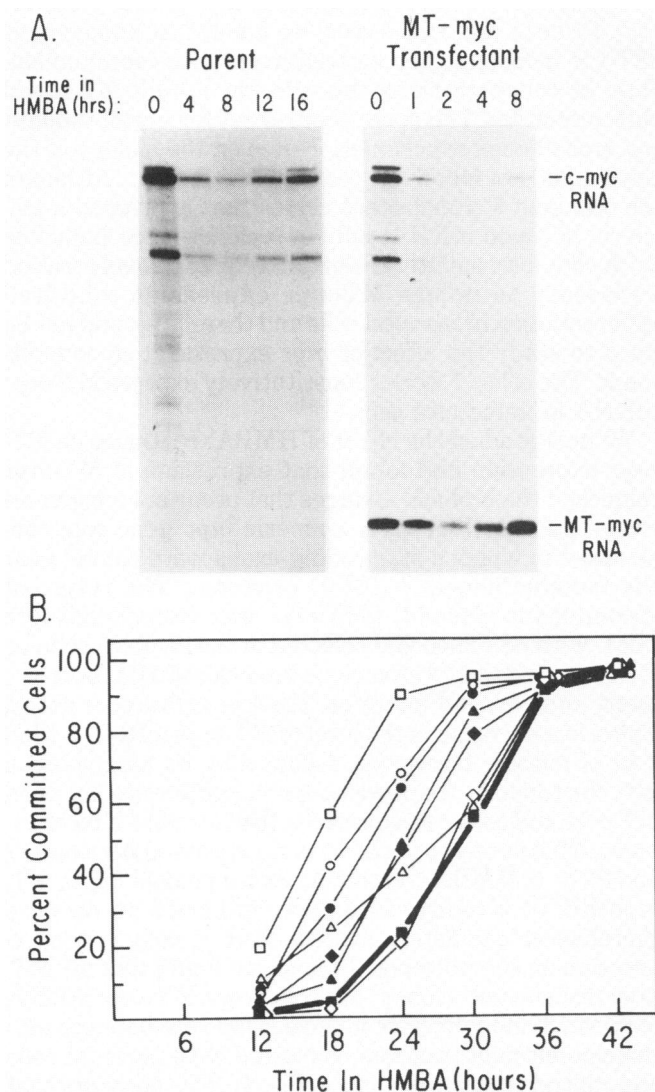 A.
Parent
MT-myc
Transfectant
Time in
HMBA (hrs):
0 4 8 12 16
0 1 2 4 8
-c-myc
RNA
-MT-myc
RNA
B.
Percent Committed Cells
100
80
60
40
20
6 12 18 24 30 36 42
Time In HMBA (hours)